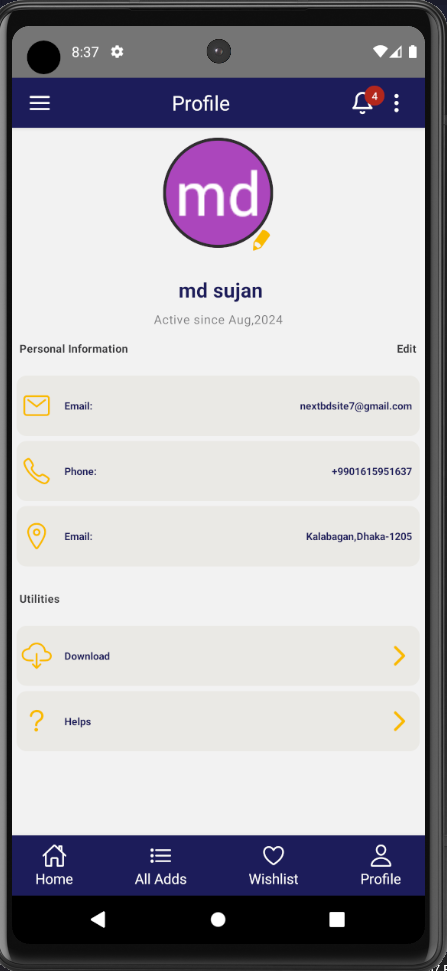 8:37
Profile
4
md
md sujan
Active since Aug,2024
Personal Information Edit
Email: nextbdsite7@gmail.com
Phone: +9901615951637
Email: Kalabagan,Dhaka-1205
Utilities
Download
Helps
Home All Adds Wishlist Profile